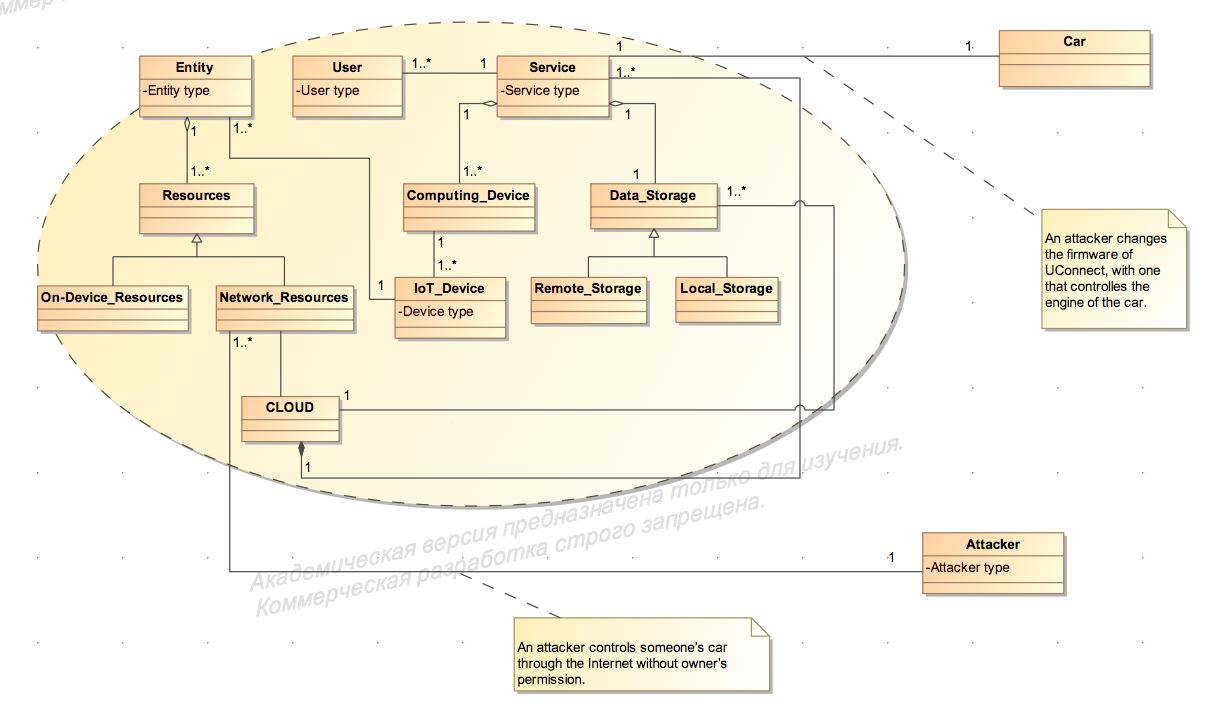 Коммерчес
Car
1
1
Entity
-Entity type
User
-User type
1..*
1
Service
-Service type
1..*
1
1..*
1
1
1..*
1..*
1
Resources
Computing_Device
Data_Storage
1..*
1
1..*
An attacker changes
the firmware of
UConnect, with one
that controlles the
engine of the car.
On-Device_Resources
Network_Resources
1
IoT_Device
-Device type
Remote_Storage
Local_Storage
1..*
CLOUD
1
1
Академическая версия предназначена только для изучения.
Коммерческая разработка строго запрещена.
1
Attacker
-Attacker type
An attacker controls someone's car
through the Internet without owner's
permission.